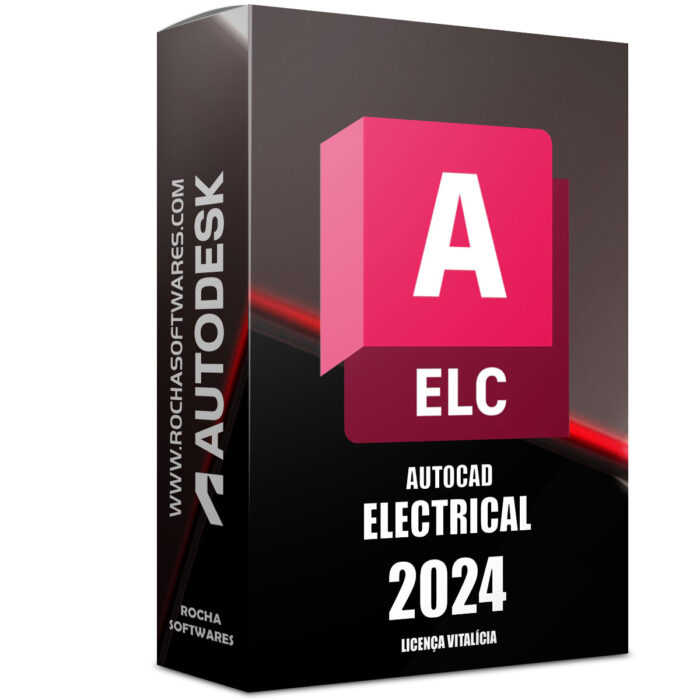 WWW.ROCHASOFTWARES.COM
AUTODESK
ROCHA
SOFTWARES
A
ELC
AUTOCAD
ELECTRICAL
2024
LICENÇA VITALÍCIA